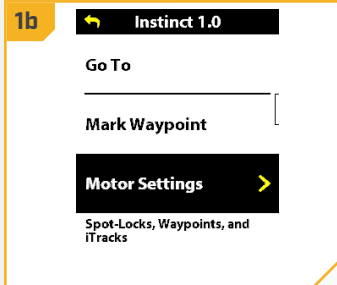 1b
Instinct 1.0
Go To
Mark Waypoint
Motor Settings
Spot-Locks, Waypoints, and
iTracks